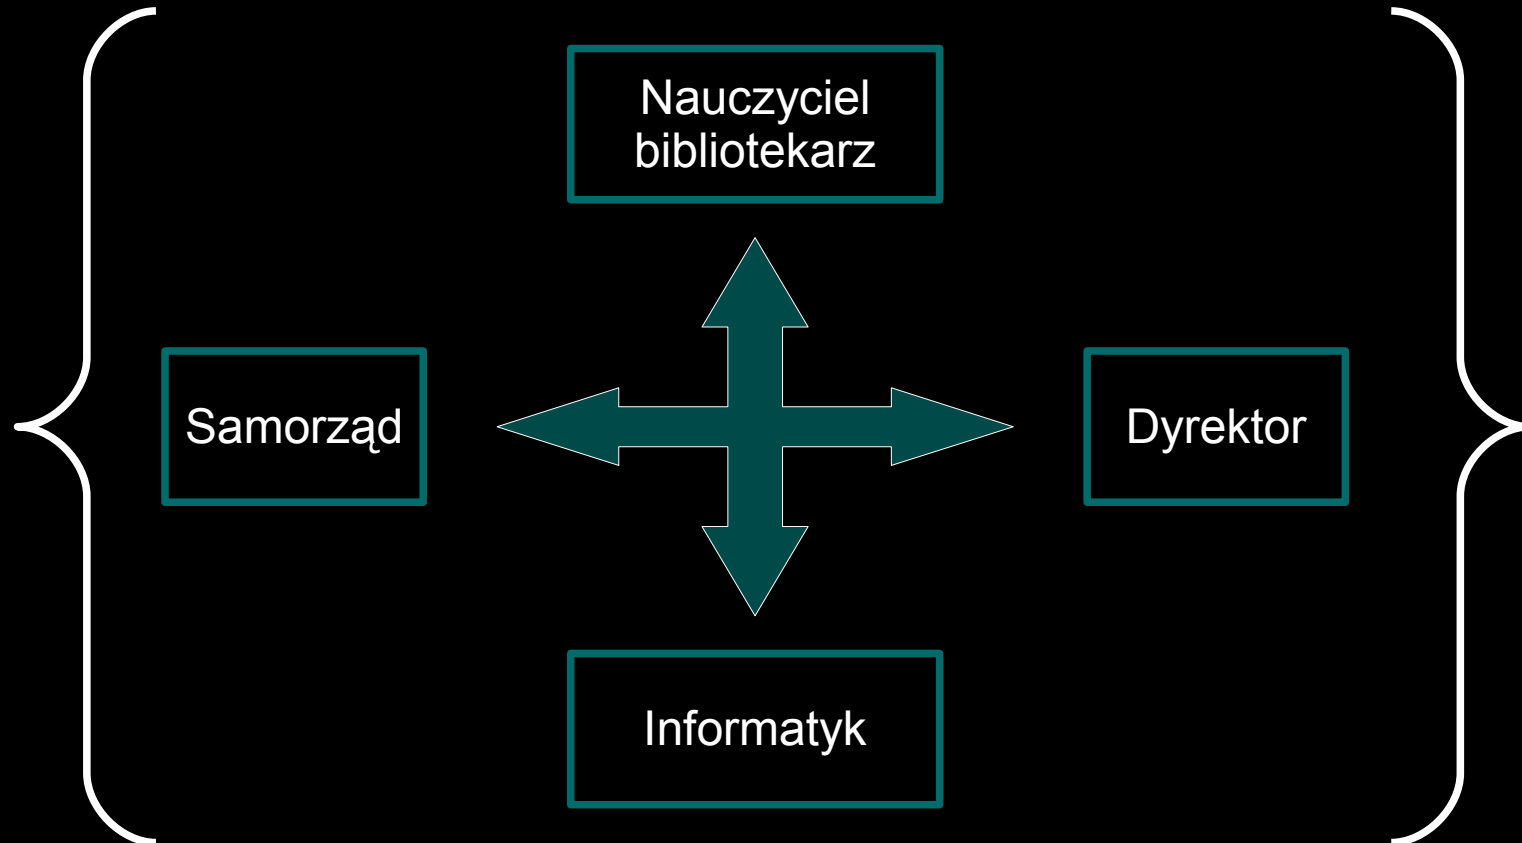 Nauczyciel
bibliotekarz
Samorząd
Dyrektor
Informatyk